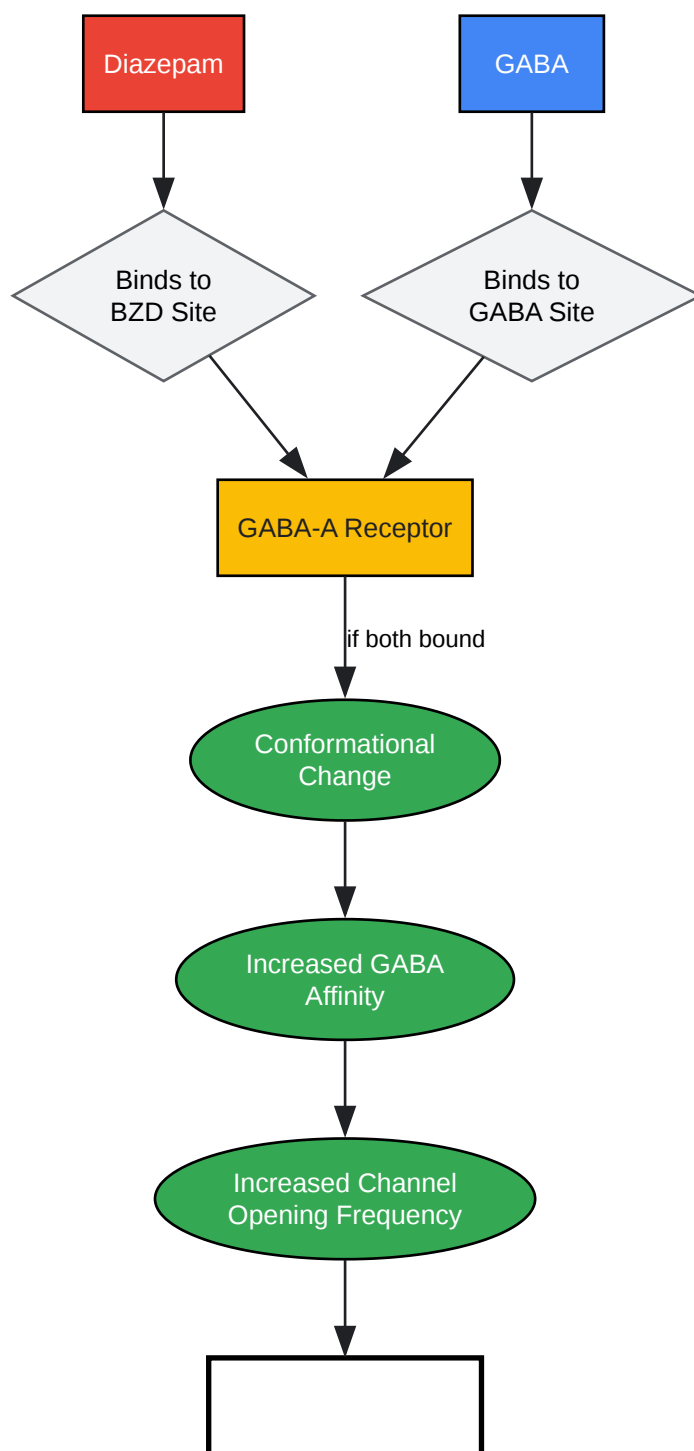 Diazepam
GABA
Binds to
BZD Site
Binds to
GABA Site
GABA-A Receptor
if both bound
Conformational
Change
Increased GABA
Affinity
Increased Channel
Opening Frequency